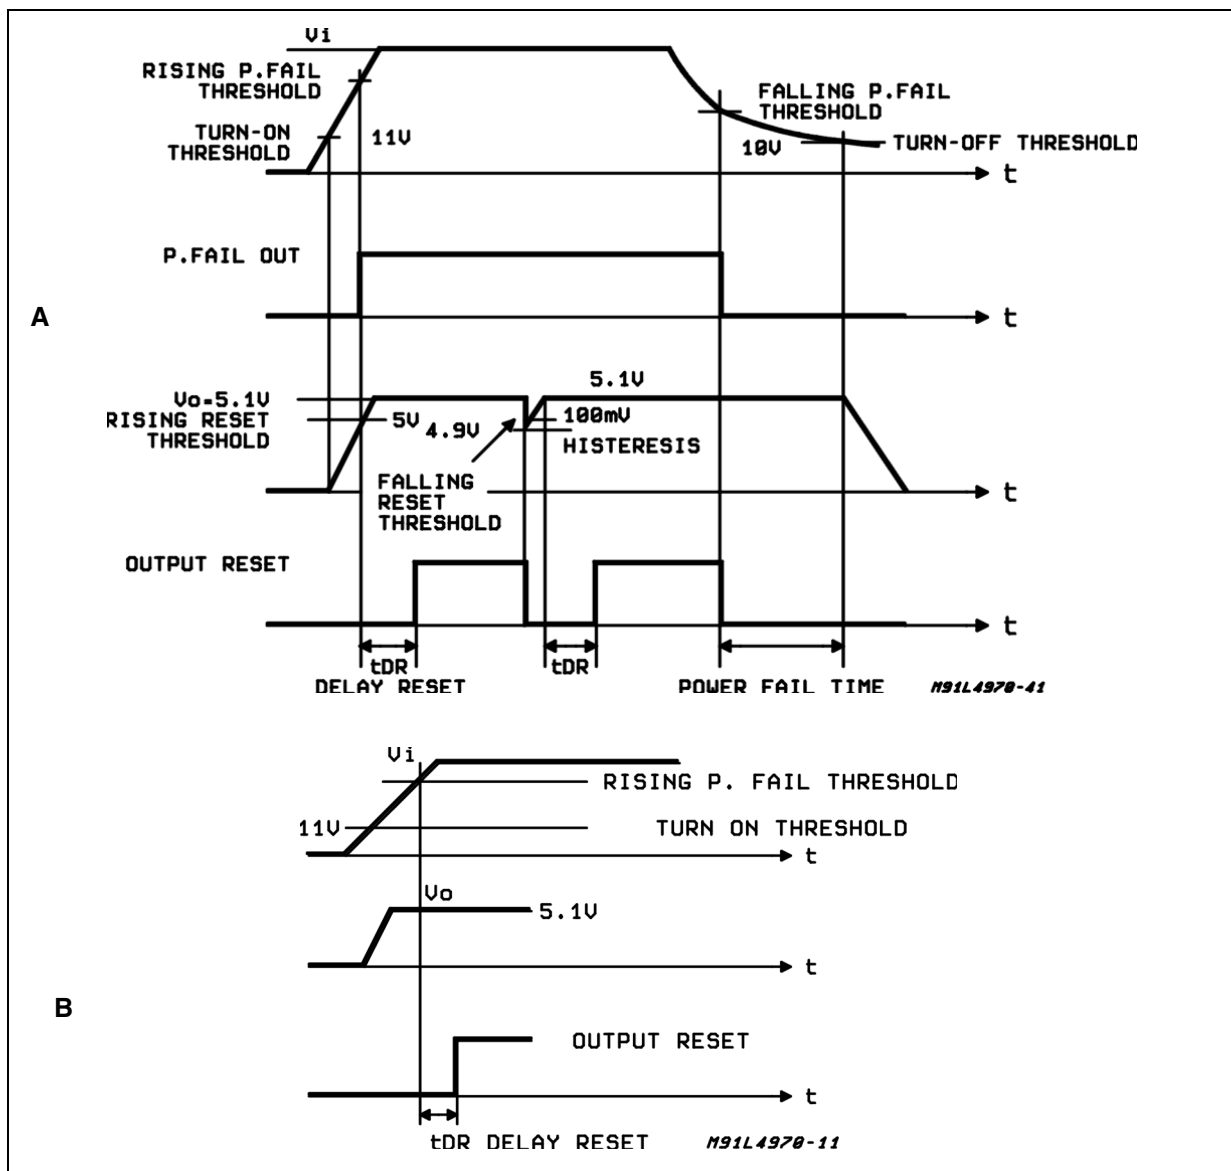 Vi
RISING P.FAIL
THRESHOLD
FALLING P.FAIL
THRESHOLD
TURN-ON
THRESHOLD
11V
10V
TURN-OFF THRESHOLD
t
P.FAIL OUT
A
t
Vo=5.1V
5.1V
RISING RESET
THRESHOLD
5V
4.9V
100mV
HISTERESIS
FALLING
RESET
THRESHOLD
t
OUTPUT RESET
t
tDR
tDR
DELAY RESET
POWER FAIL TIME
M91L4970-41
Vi
RISING P. FAIL THRESHOLD
11V
TURN ON THRESHOLD
t
Vo
5.1V
t
B
OUTPUT RESET
t
tDR DELAY RESET
M91L4970-11